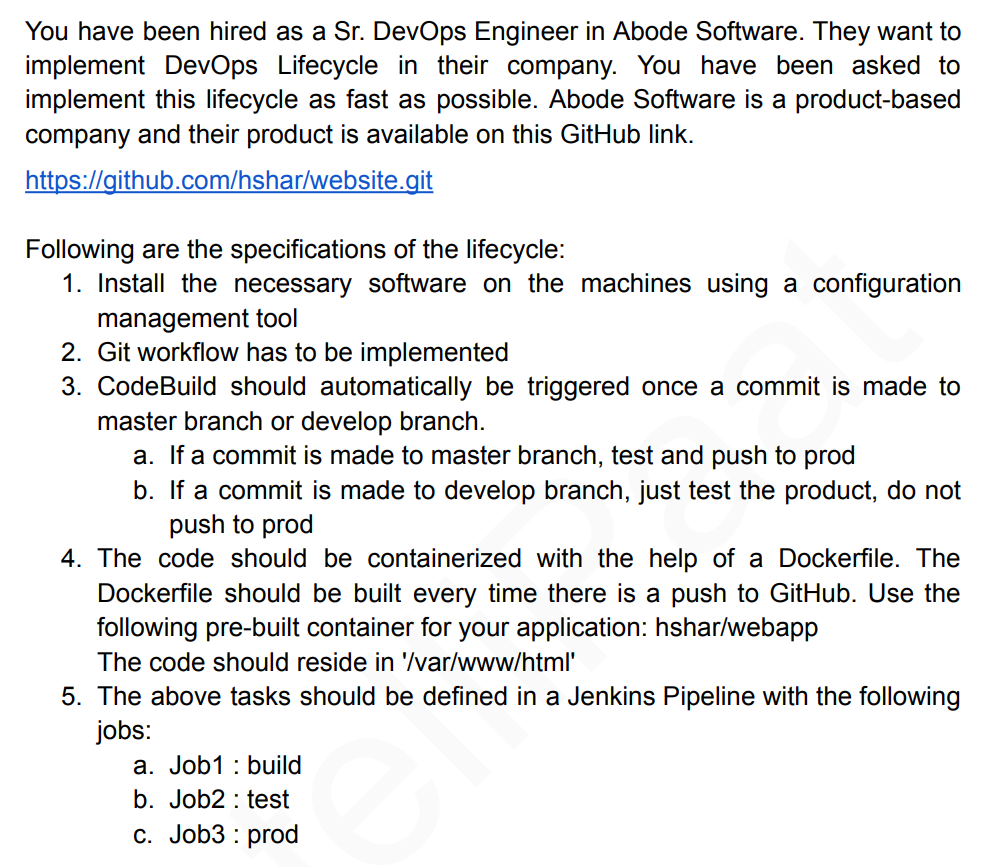 You have been hired as a Sr. DevOps Engineer in Abode Software. They want to
implement DevOps Lifecycle in their company. You have been asked to
implement this lifecycle as fast as possible. Abode Software is a product-based
company and their product is available on this GitHub link.
https://github.com/hshar/website.git
Following are the specifications of the lifecycle:
1. Install the necessary software on the machines using a configuration
management tool
2. Git workflow has to be implemented
3. CodeBuild should automatically be triggered once a commit is made to
master branch or develop branch.
a. If a commit is made to master branch, test and push to prod
b. If a commit is made to develop branch, just test the product, do not
push to prod
4. The code should be containerized with the help of a Dockerfile. The
Dockerfile should be built every time there is a push to GitHub. Use the
following pre-built container for your application: hshar/webapp
The code should reside in '/var/www/html'
5. The above tasks should be defined in a Jenkins Pipeline with the following
jobs:
a. Job1 : build
b. Job2 : test
c. Job3 : prod